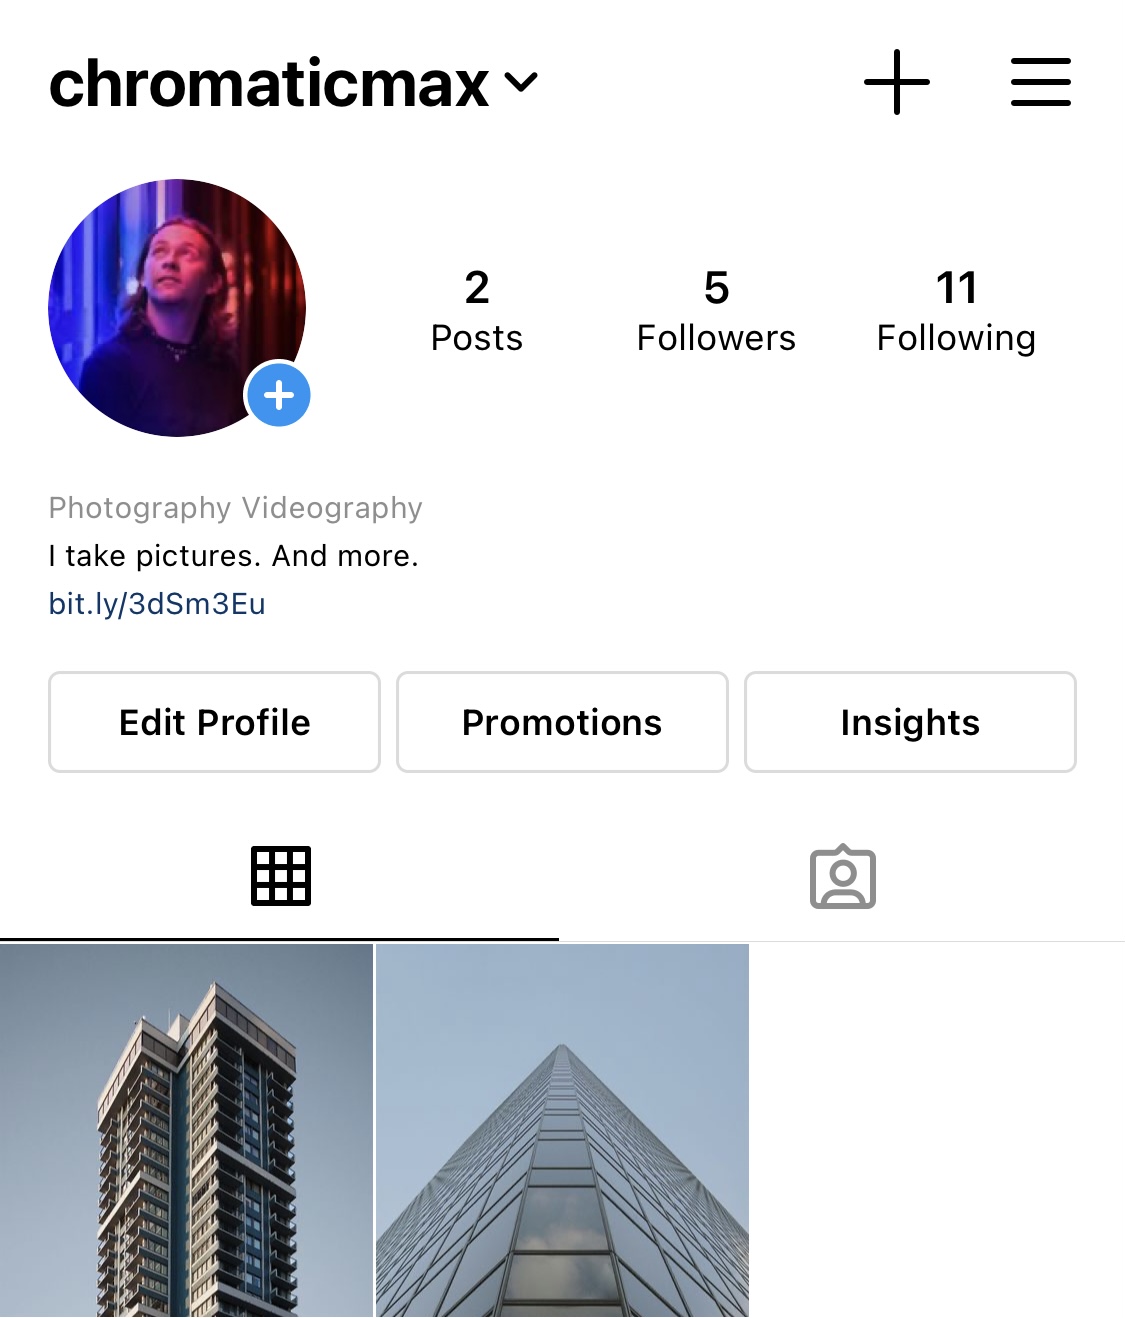 chromaticmax
2 5 11
Posts Followers Following
Photography Videography
I take pictures. And more.
bit.ly/3dSm3Eu
Edit Profile Promotions Insights